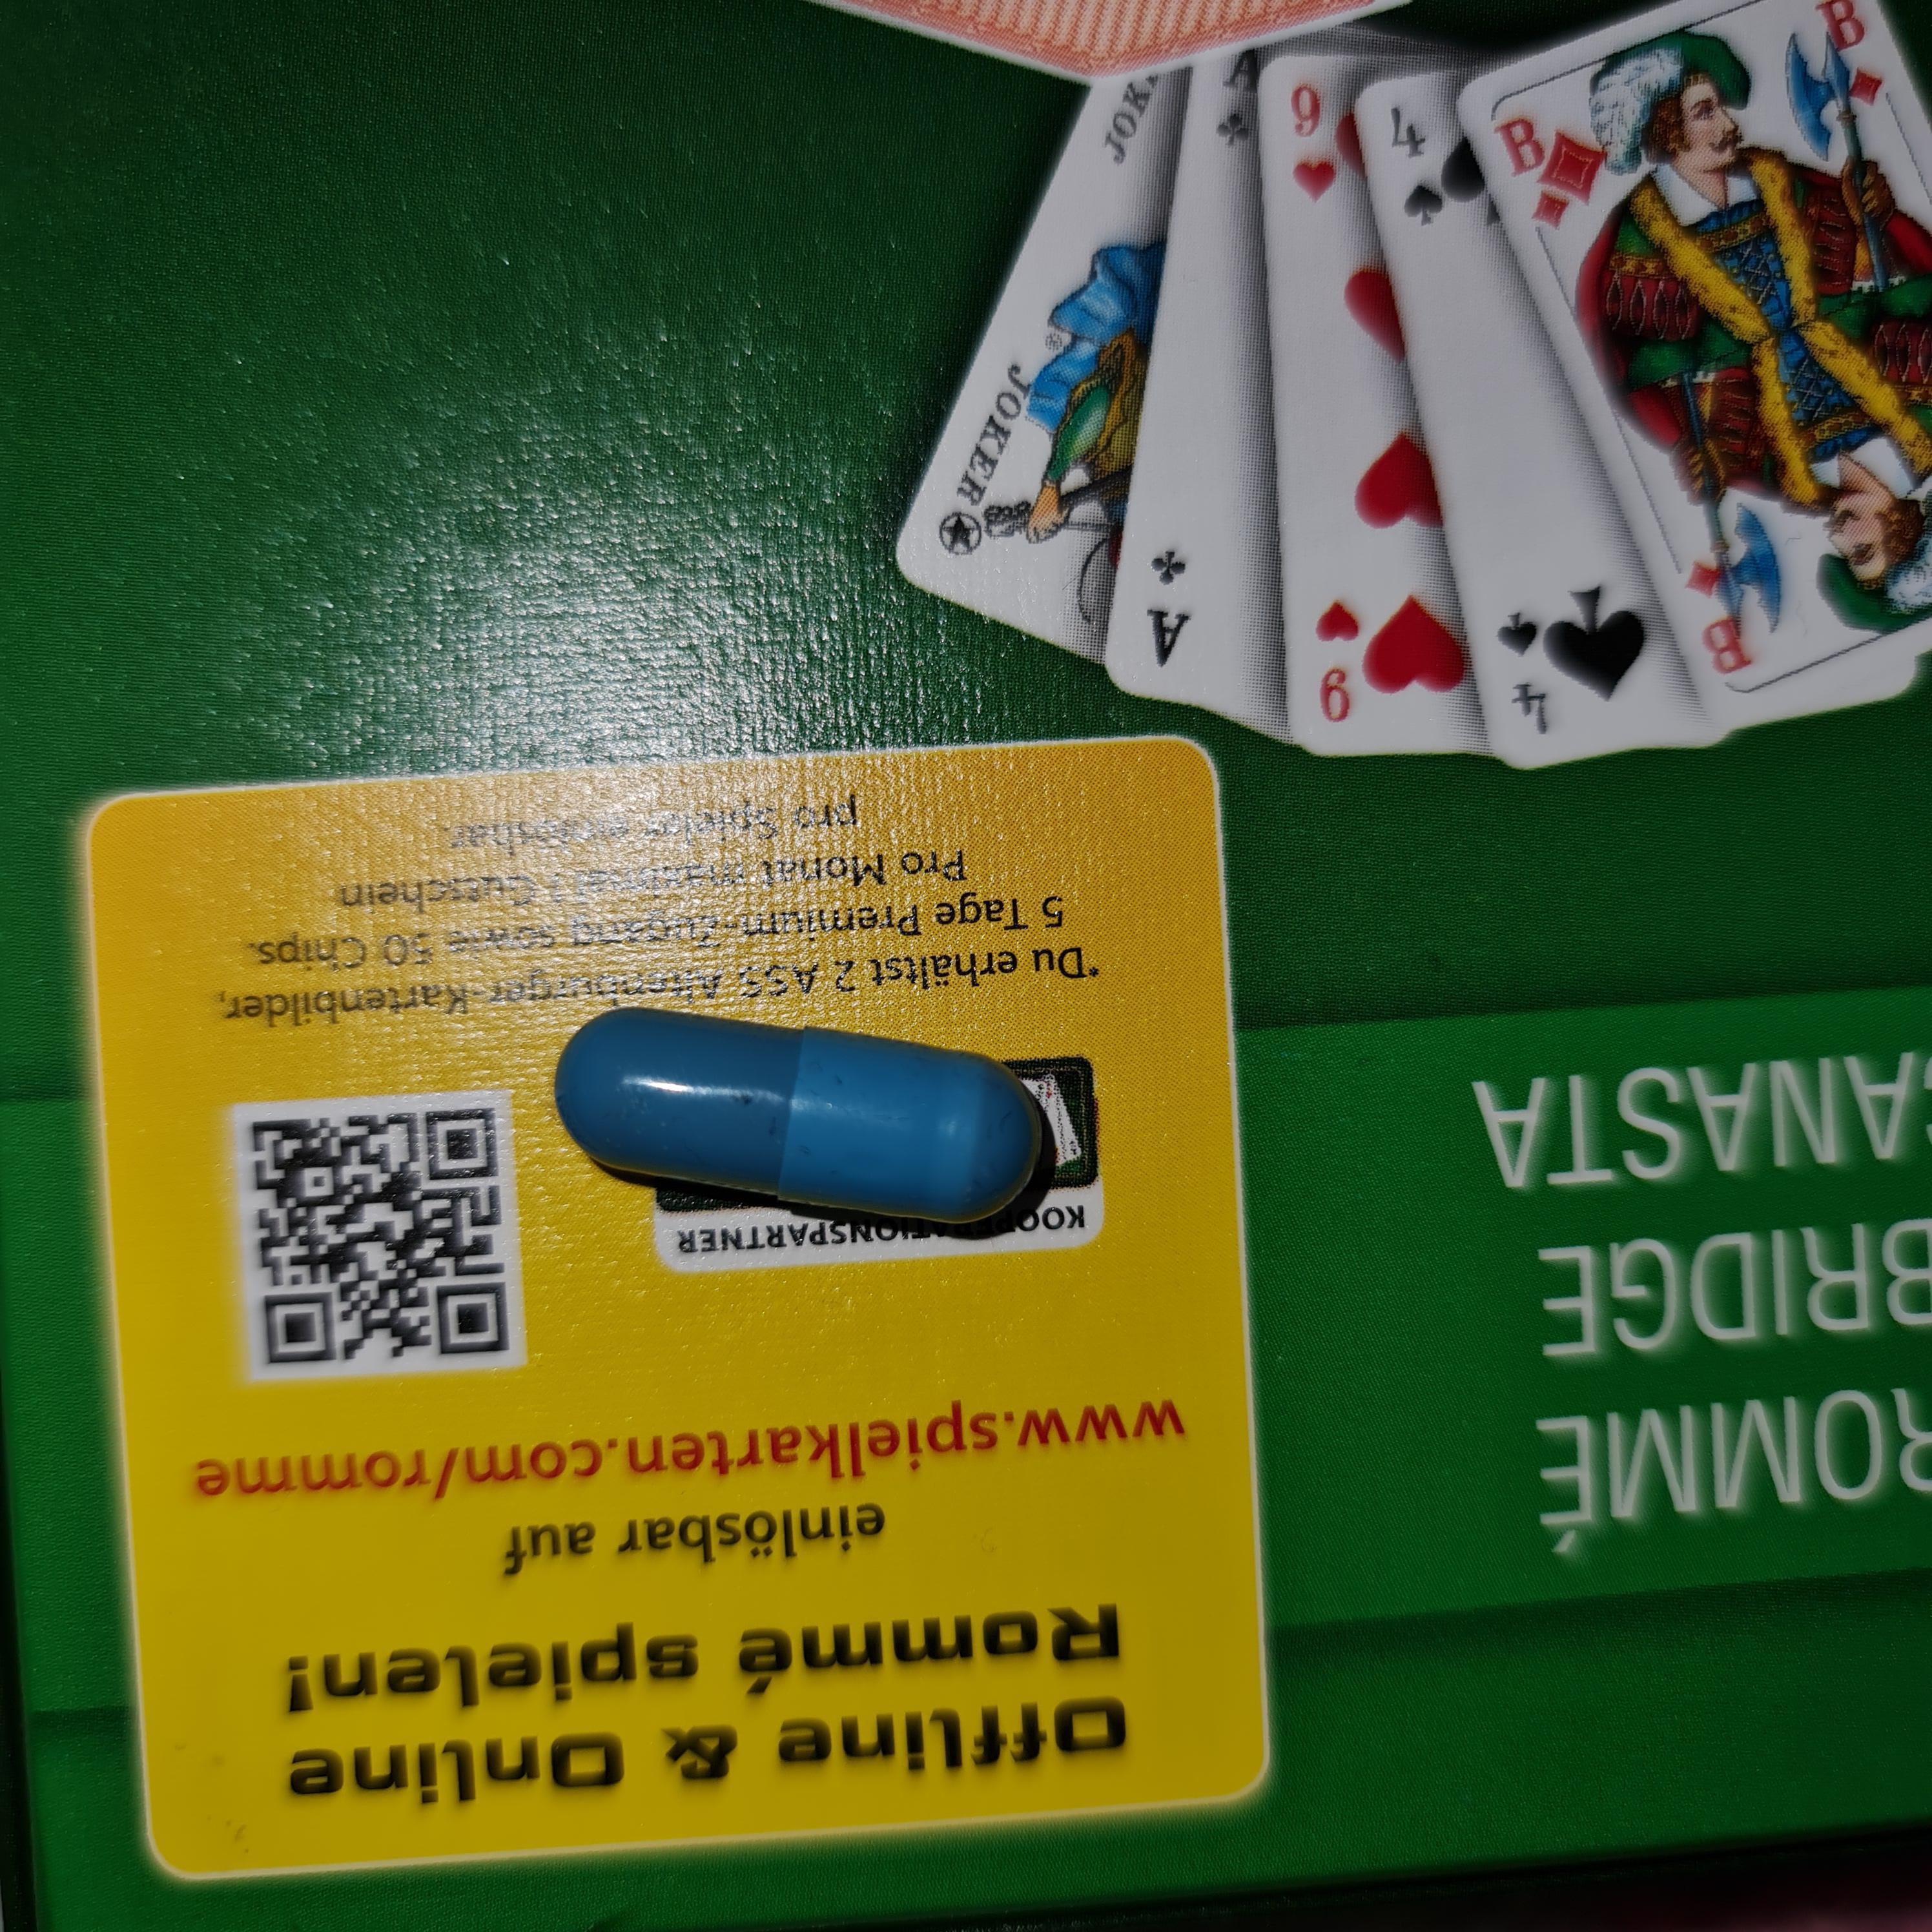 Offline & Online
Rommé spielen!
einlösbar auf
www.spielkarten.com/romme
KOOPERATIONSPARTNER
*Du erhältst 2 ASS Altenburger-Kartenbilder,
5 Tage Premium-Zugang sowie 50 Chips.
Pro Monat maximal 1 Gutschein
pro Spieler einlösbar.
ROMMÉ
BRIDGE
CANASTA
B
4
9
A
JOKER
B
B
4
9
A